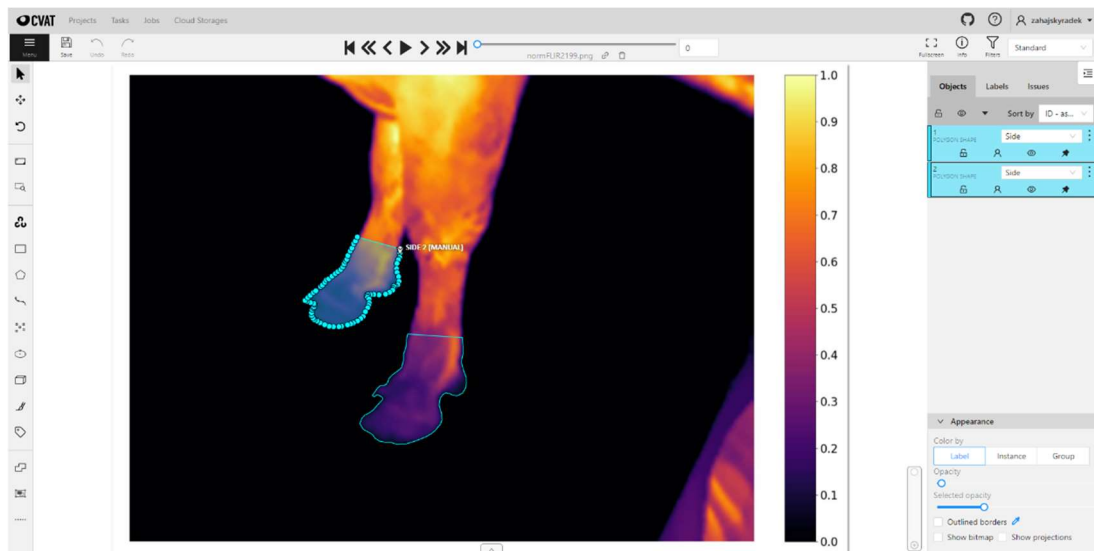 CVAT Projects Tasks Jobs Cloud Storages zahajskyradek
Menu Save Undo Redo 0 Fullscreen Info Filters Standard
normFUR2199.png
Objects Labels Issues
Sort by ID - as...
1 Side
POLYGON SHAPE
2 Side
POLYGON SHAPE
SIDE 2 [MANUAL]
1.0
0.9
0.8
0.7
0.6
0.5
0.4
0.3
0.2
0.1
0.0
Appearance
Color by
Label Instance Group
Opacity
Selected opacity
Outlined borders
Show bitmap Show projections